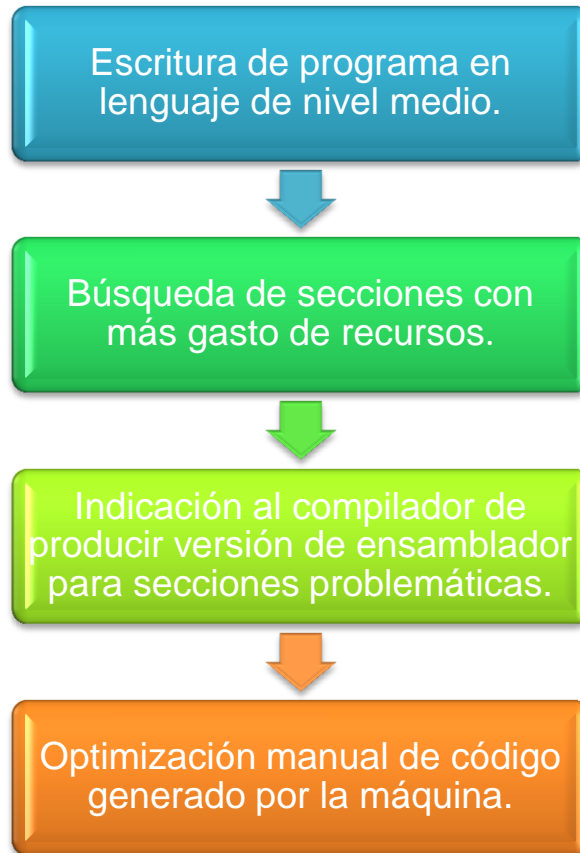 Escritura de programa en
lenguaje de nivel medio.
Búsqueda de secciones con
más gasto de recursos.
Indicación al compilador de
producir versión de ensamblador
para secciones problemáticas.
Optimización manual de código
generado por la máquina.